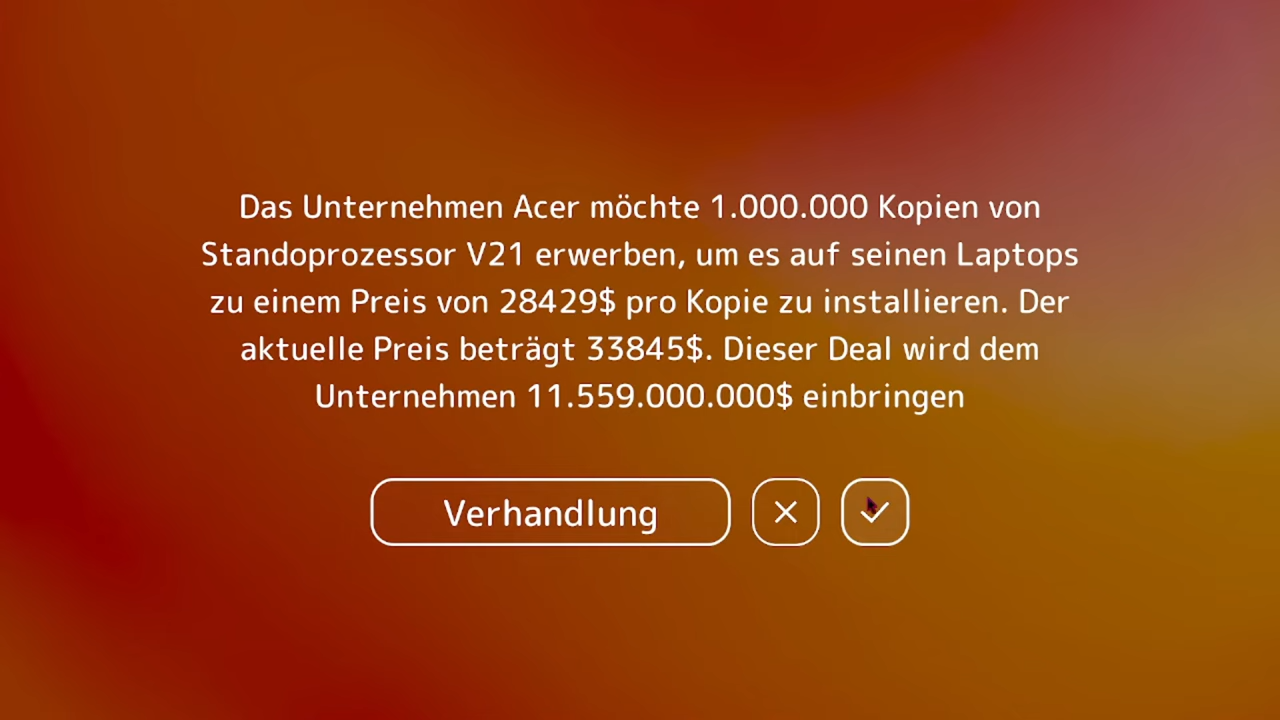 Das Unternehmen Acer möchte 1.000.000 Kopien von
Standoprozessor V21 erwerben, um es auf seinen Laptops
zu einem Preis von 28429$ pro Kopie zu installieren. Der
aktuelle Preis beträgt 33845$. Dieser Deal wird dem
Unternehmen 11.559.000.000$ einbringen
Verhandlung